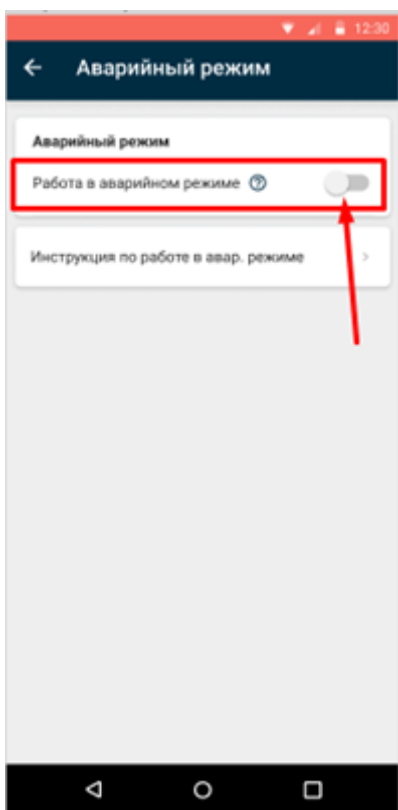 12:30
Аварийный режим
Аварийный режим
Работа в аварийном режиме
Инструкция по работе в авар. режиме